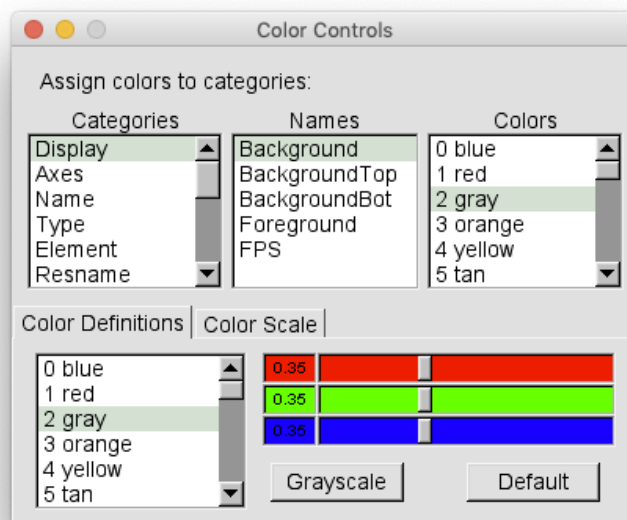 Color Controls
Assign colors to categories:
Categories Names Colors
Display Background 0 blue
Axes BackgroundTop 1 red
Name BackgroundBot 2 gray
Type Foreground 3 orange
Element FPS 4 yellow
Resname 5 tan
Color Definitions Color Scale
0 blue 0.35
1 red 0.35
2 gray 0.35
3 orange
4 yellow
5 tan Grayscale Default